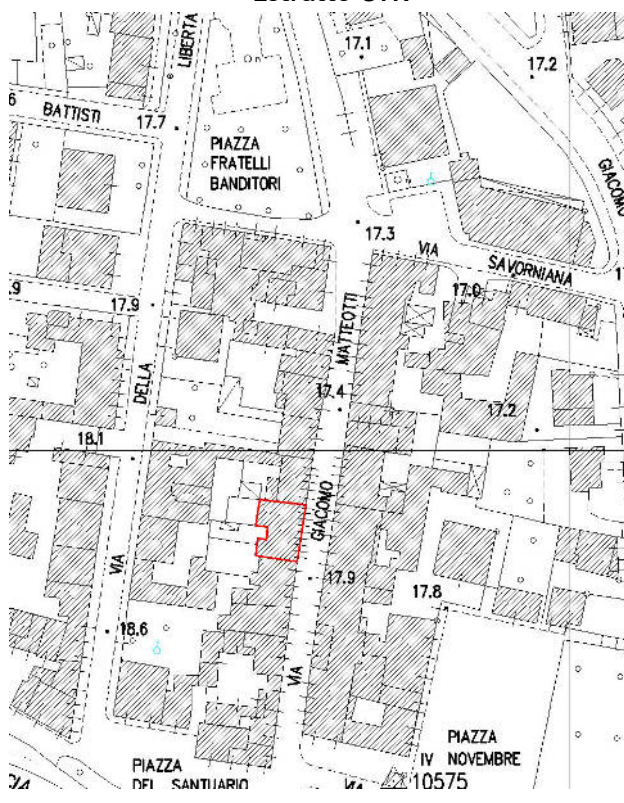 17.1
17.2
LIBERTA
6
BATTISTI
17.7
PIAZZA
FRATELLI
BANDITORI
GIACOMO
17.3
VIA
SAVORNIANA
.9
17.9
17.0
MATTEOTTI
DELLA
17.4
17.2
18.1
GIACOMO
VIA
17.9
17.8
18.6
VIA
PIAZZA
IV NOVEMBRE
PIAZZA
DEL SANTUARIO
VIA
10575